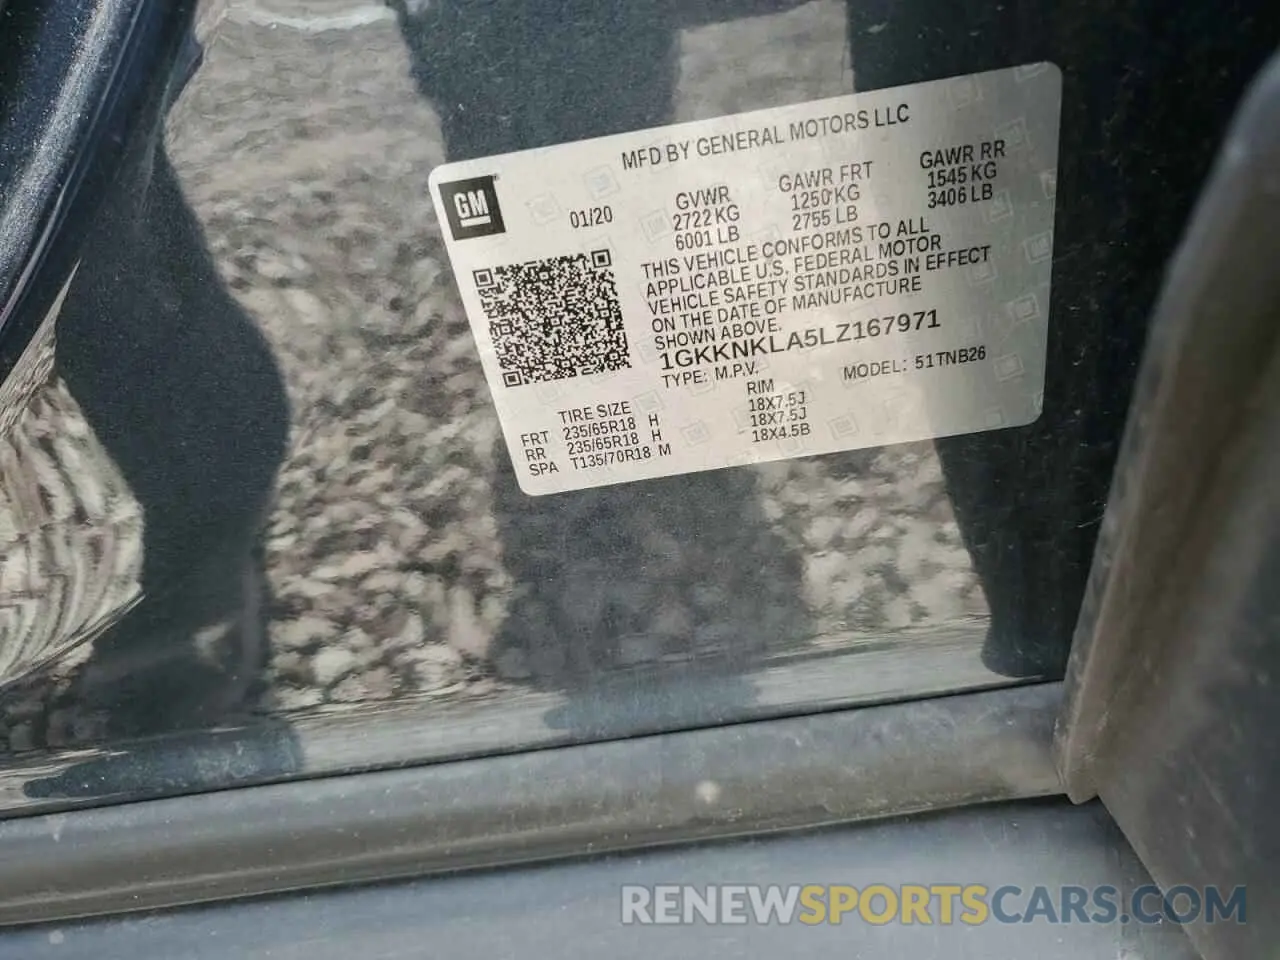 MFD BY GENERAL MOTORS LLC
GM
01/20
GVWR
2722 KG
6001 LB
GAWR FRT
1250 KG
2755 LB
GAWR RR
1545 KG
3406 LB
THIS VEHICLE CONFORMS TO ALL
APPLICABLE U.S. FEDERAL MOTOR
VEHICLE SAFETY STANDARDS IN EFFECT
ON THE DATE OF MANUFACTURE
SHOWN ABOVE.
1GKKNKLA5LZ167971
TYPE: M.P.V. MODEL: 51TNB26
TIRE SIZE RIM
FRT 235/65R18 H 18X7.5J
RR 235/65R18 H 18X7.5J
SPA T135/70R18 M 18X4.5B
RENEWSPORTSCARS.COM